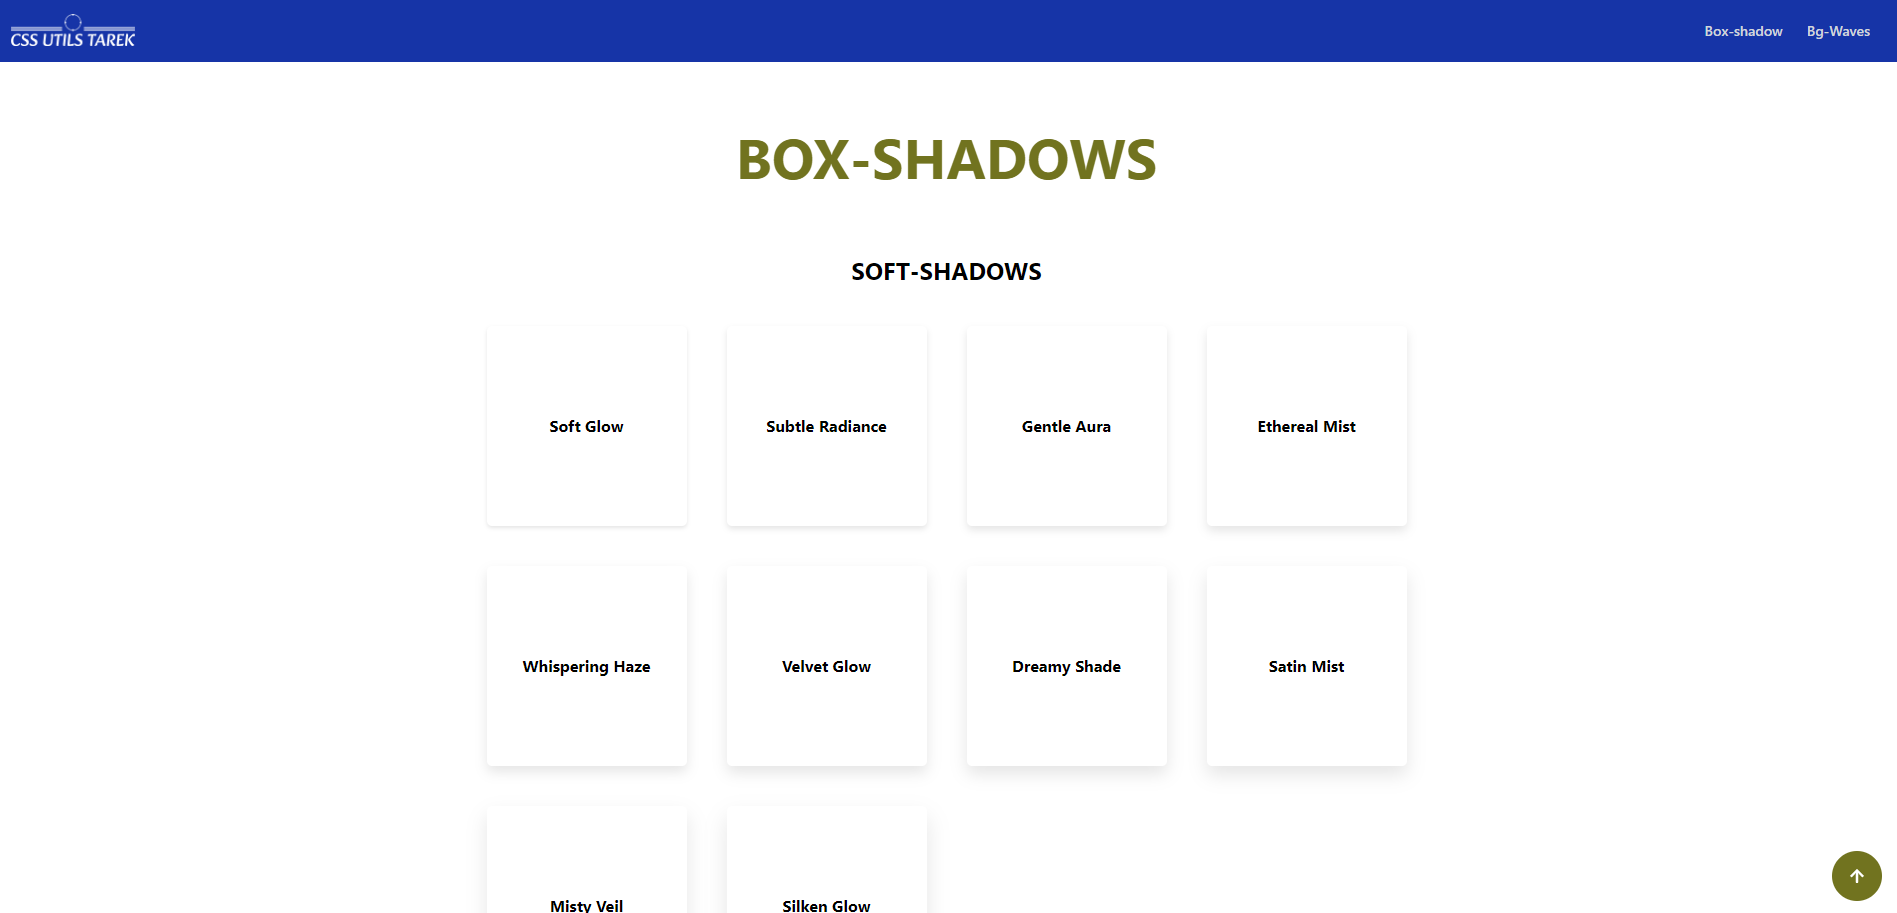 CSS UTILS TAREK
Box-shadow Bg-Waves
BOX-SHADOWS
SOFT-SHADOWS
Soft Glow
Subtle Radiance
Gentle Aura
Ethereal Mist
Whispering Haze
Velvet Glow
Dreamy Shade
Satin Mist
Misty Veil
Silken Glow